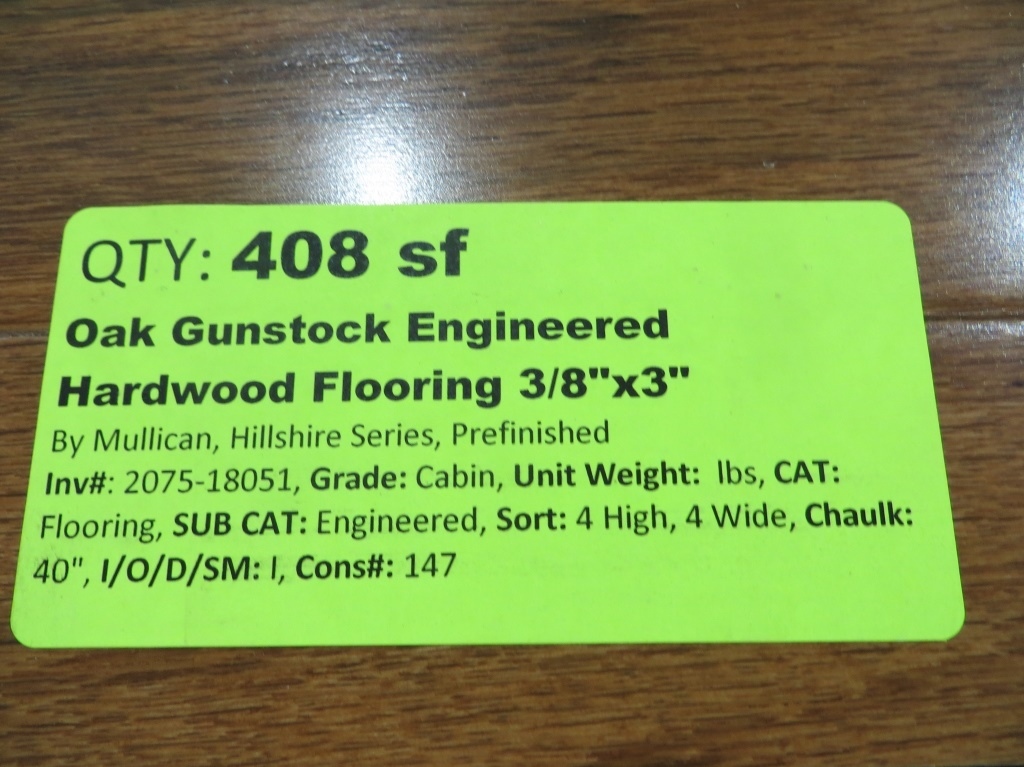 QTY: 408 sf
Oak Gunstock Engineered
Hardwood Flooring 3/8"x3"
By Mullican, Hillshire Series, Prefinished
Inv#: 2075-18051, Grade: Cabin, Unit Weight:  lbs, CAT:
Flooring, SUB CAT: Engineered, Sort: 4 High, 4 Wide, Chaulk:
40", I/O/D/SM: I, Cons#: 147